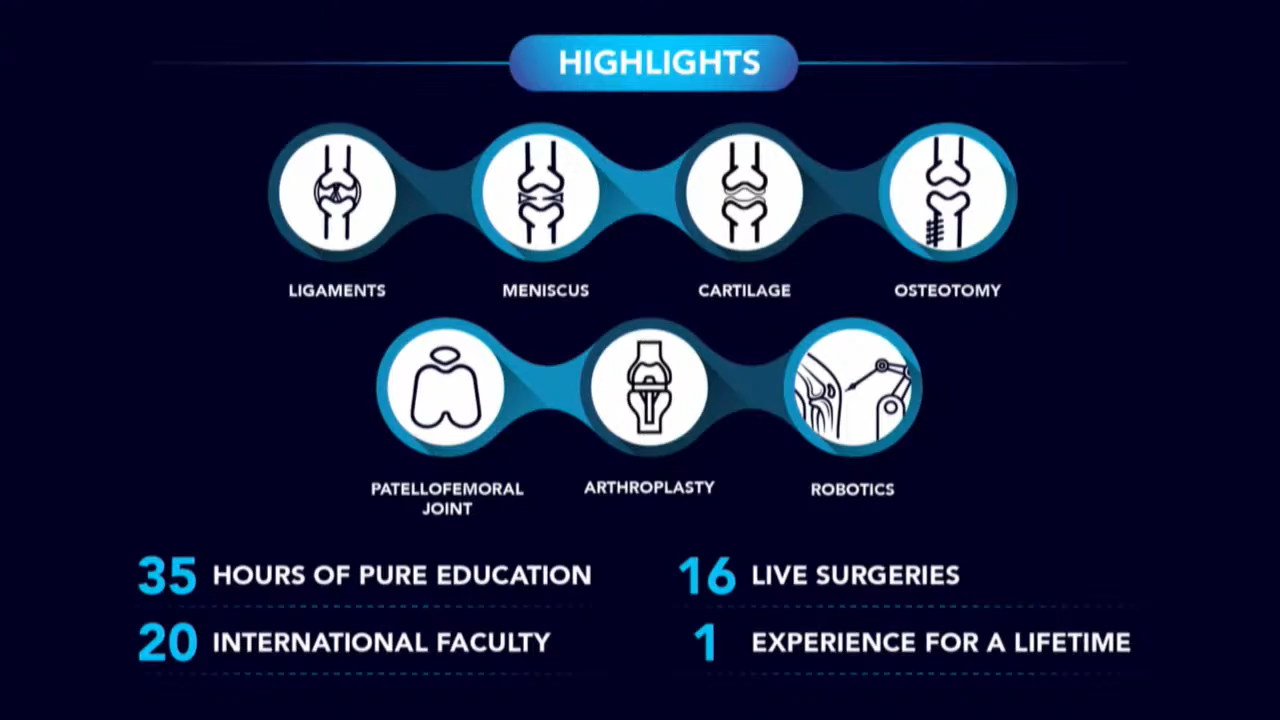 HIGHLIGHTS
LIGAMENTS
MENISCUS
CARTILAGE
OSTEOTOMY
PATELLOFEMORAL
JOINT
ARTHROPLASTY
ROBOTICS
35 HOURS OF PURE EDUCATION
16 LIVE SURGERIES
20 INTERNATIONAL FACULTY
1 EXPERIENCE FOR A LIFETIME